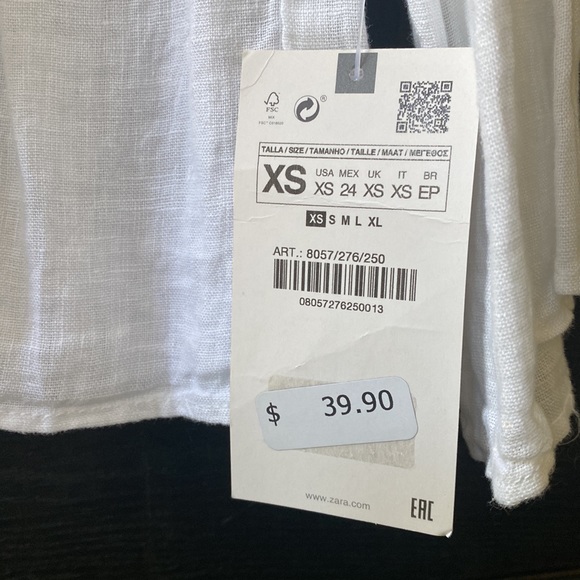 FSC
MIX
®
TALLA / SIZE / TAMANHO / TAILLE / MAAT / ΜΕΓΕΘΟΣ
XS
USA MEX UK IT BR
XS 24 XS XS EP
XS S M L XL
ART.: 8057/276/250
08057276250013
$ 39.90
www.zara.com
EAC